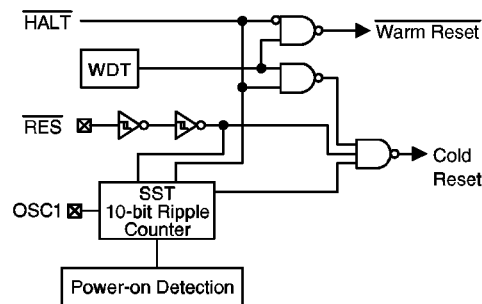 HALT
Warm Reset
WDT
RES
Cold
Reset
OSC1
SST
10-bit Ripple
Counter
Power-on Detection